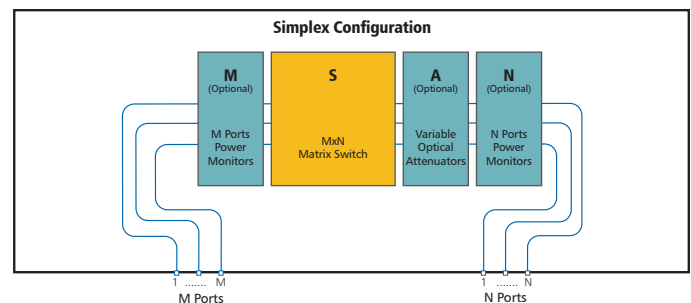 Simplex Configuration
M
(Optional)
M Ports
Power
Monitors
S
MxN
Matrix Switch
A
(Optional)
Variable
Optical
Attenuators
N
(Optional)
N Ports
Power
Monitors
1 ....... M
M Ports
1 ....... N
N Ports